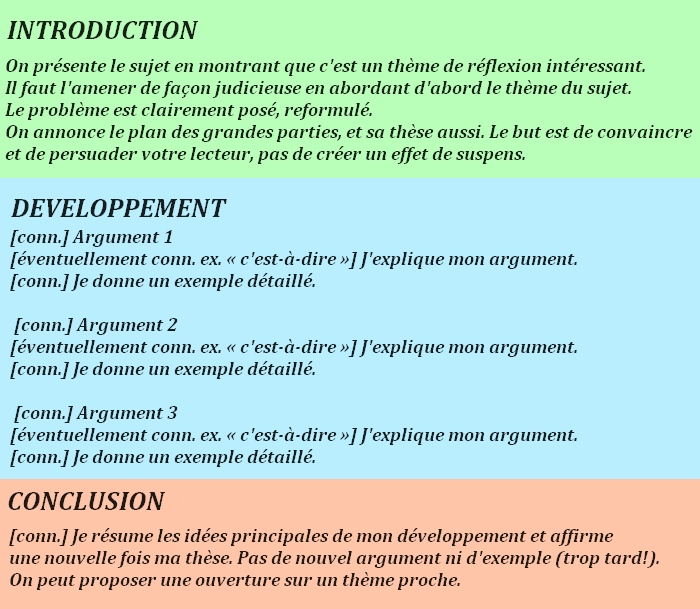 INTRODUCTION
On présente le sujet en montrant que c'est un thème de réflexion intéressant.
Il faut l'amener de façon judicieuse en abordant d'abord le thème du sujet.
Le problème est clairement posé, reformulé.
On annonce le plan des grandes parties, et sa thèse aussi. Le but est de convaincre
et de persuader votre lecteur, pas de créer un effet de suspens.
DEVELOPPEMENT
[conn.] Argument 1
[éventuellement conn. ex. « c'est-à-dire »] J'explique mon argument.
[conn.] Je donne un exemple détaillé.
[conn.] Argument 2
[éventuellement conn. ex. « c'est-à-dire »] J'explique mon argument.
[conn.] Je donne un exemple détaillé.
[conn.] Argument 3
[éventuellement conn. ex. « c'est-à-dire »] J'explique mon argument.
[conn.] Je donne un exemple détaillé.
CONCLUSION
[conn.] Je résume les idées principales de mon développement et affirme
une nouvelle fois ma thèse. Pas de nouvel argument ni d'exemple (trop tard!).
On peut proposer une ouverture sur un thème proche.